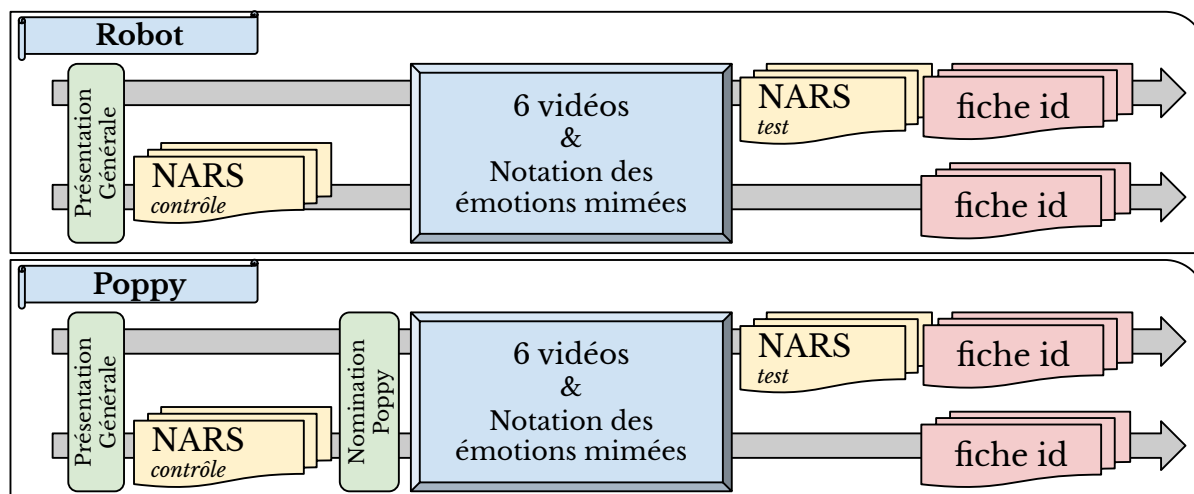 Robot
Présentation
Générale
NARS
contrôle
6 vidéos
&
Notation des
émotions mimées
NARS
test
fiche id
fiche id
Poppy
Présentation
Générale
NARS
contrôle
Nomination
Poppy
6 vidéos
&
Notation des
émotions mimées
NARS
test
fiche id
fiche id